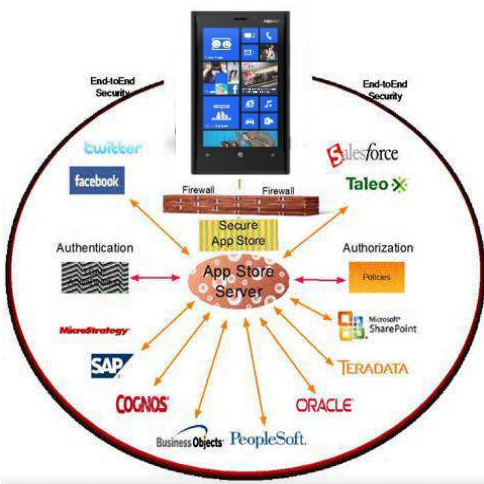 NOKIA
End-toEnd
Security
End-toEnd
Security
twitter
facebook
salesforce
Taleo
Firewall
Firewall
Secure
App Store
Authentication
Authorization
App Store
Server
Policies
MicroStrategy
Microsoft
SharePoint
SAP
TERADATA
COGNOS
ORACLE
Business Objects
PeopleSoft.